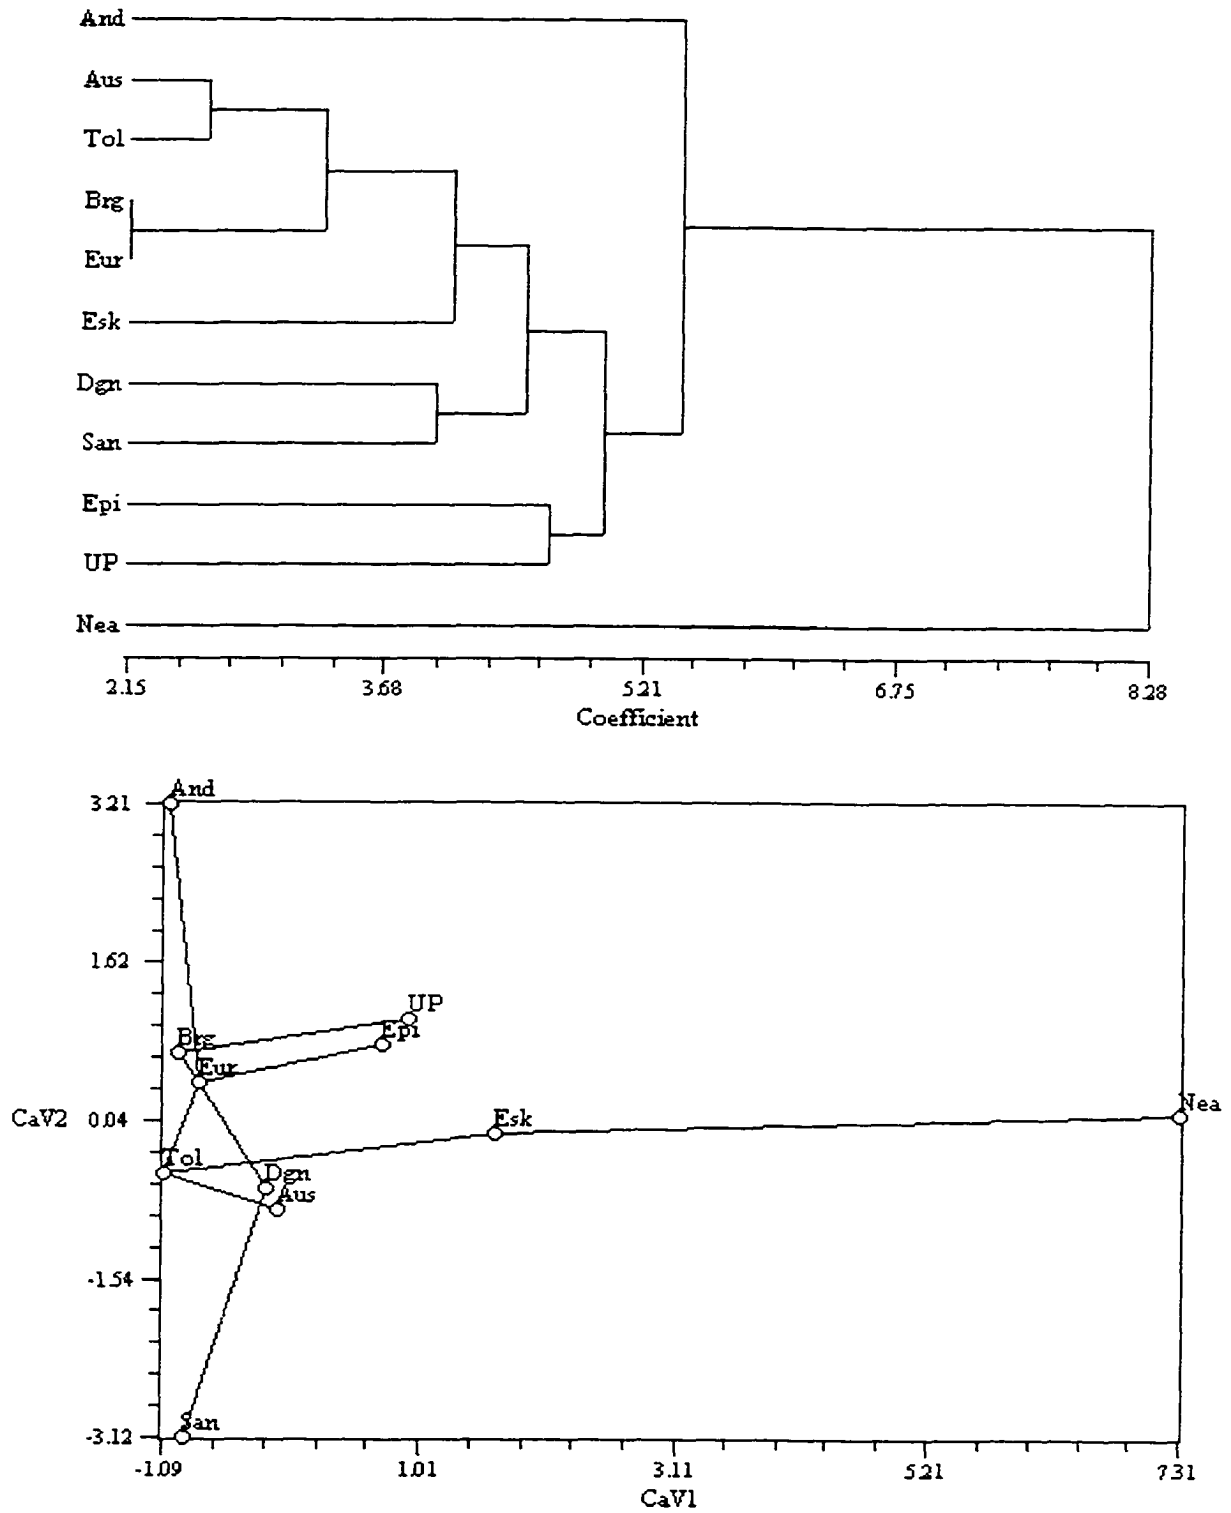 And
Aus
Tol
Brg
Eur
Esk
Dgn
San
Epi
UP
Nea
2.15 3.68 5.21 6.75 8.28
Coefficient
And
3.21
1.62
UP
Epi
Brg
Eur
Nea
Esk
CaV2 0.04
Tol
Dgn
Aus
-1.54
San
-3.12
-1.09 1.01 3.11 5.21 7.31
CaV1